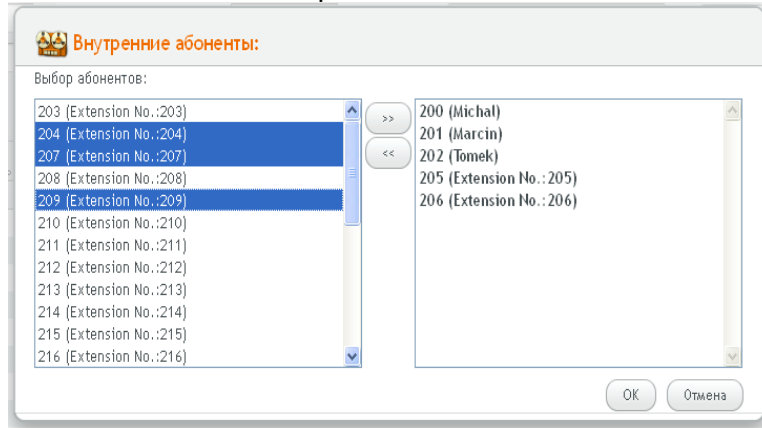 Внутренние абоненты:
Выбор абонентов:
203 (Extension No.:203)
204 (Extension No.:204)
207 (Extension No.:207)
208 (Extension No.:208)
209 (Extension No.:209)
210 (Extension No.:210)
211 (Extension No.:211)
212 (Extension No.:212)
213 (Extension No.:213)
214 (Extension No.:214)
215 (Extension No.:215)
216 (Extension No.:216)
>>
<<
200 (Michal)
201 (Marcin)
202 (Tomek)
205 (Extension No.:205)
206 (Extension No.:206)
OK
Отмена